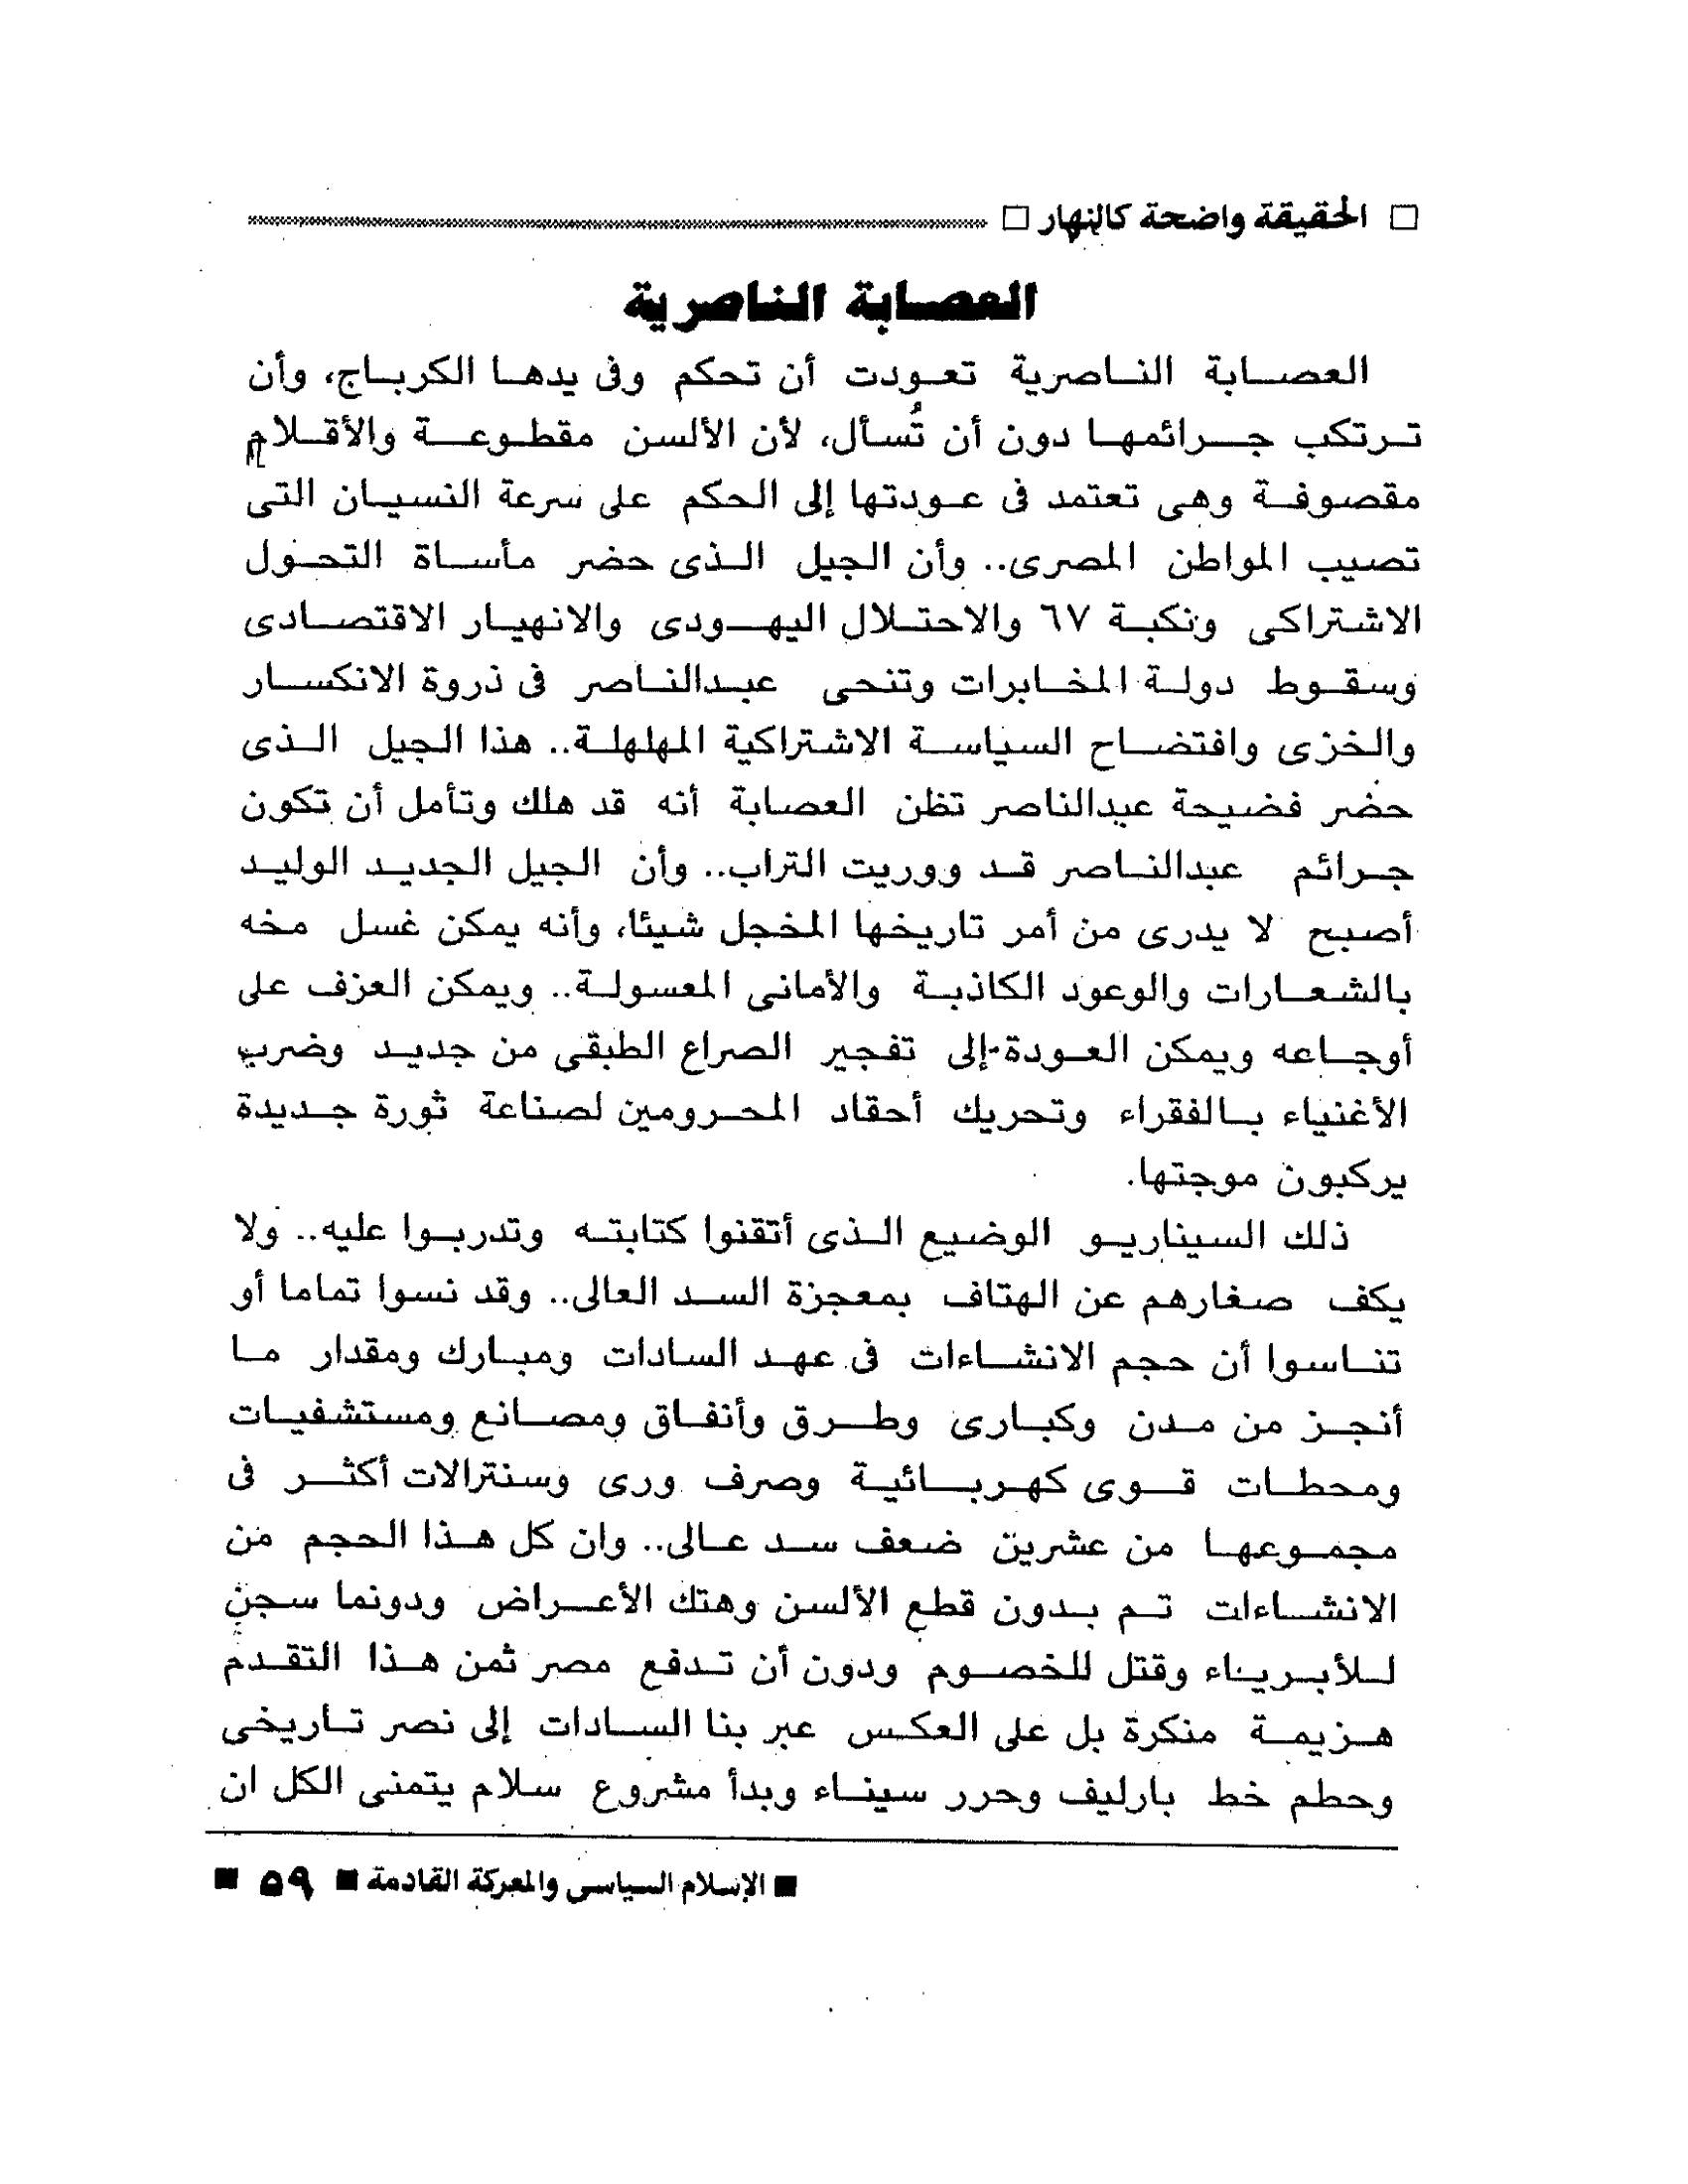 □ الحقيقة واضحة كالنهار □
العصابة الناصرية
العصابة الناصرية تعودت أن تحكم وفى يدها الكرباج، وأن
ترتكب جرائمها دون أن تُسأل، لأن الألسن مقطوعة والأقلام
مقصوفة وهى تعتمد فى عودتها إلى الحكم على سرعة النسيان التى
تصيب المواطن المصرى.. وأن الجيل الذى حضر مأساة التحول
الاشتراكى ونكبة ٦٧ والاحتلال اليهودى والانهيار الاقتصادى
وسقوط دولة المخابرات وتنحى عبدالناصر فى ذروة الانكسار
والخزى وافتضاح السياسة الاشتراكية المهلهلة.. هذا الجيل الذى
حضر فضيحة عبدالناصر تظن العصابة أنه قد هلك وتأمل أن تكون
جرائم عبدالناصر قد ووريت التراب.. وأن الجيل الجديد الوليد
أصبح لا يدرى من أمر تاريخها المخجل شيئا، وأنه يمكن غسل مخه
بالشعارات والوعود الكاذبة والأمانى المعسولة.. ويمكن العزف على
أوجاعه ويمكن العودة إلى تفجير الصراع الطبقى من جديد وضرب
الأغنياء بالفقراء وتحريك أحقاد المحرومين لصناعة ثورة جديدة
يركبون موجتها.
ذلك السيناريو الوضيع الذى أتقنوا كتابته وتدربوا عليه.. ولا
يكف صغارهم عن الهتاف بمعجزة السد العالى.. وقد نسوا تماما أو
تناسوا أن حجم الانشاءات فى عهد السادات ومبارك ومقدار ما
أنجز من مدن وكبارى وطرق وأنفاق ومصانع ومستشفيات
ومحطات قوى كهربائية وصرف ورى وسنترالات أكثر فى
مجموعها من عشرين ضعف سد عالى.. وان كل هذا الحجم من
الانشاءات تم بدون قطع الألسن وهتك الأعراض ودونما سجن
للأبرياء وقتل للخصوم ودون أن تدفع مصر ثمن هذا التقدم
هزيمة منكرة بل على العكس عبر بنا السادات إلى نصر تاريخى
وحطم خط بارليف وحرر سيناء وبدأ مشروع سلام يتمنى الكل ان
■ الإسلام السياسى والمعركة القادمة ■ ٥٩ ■